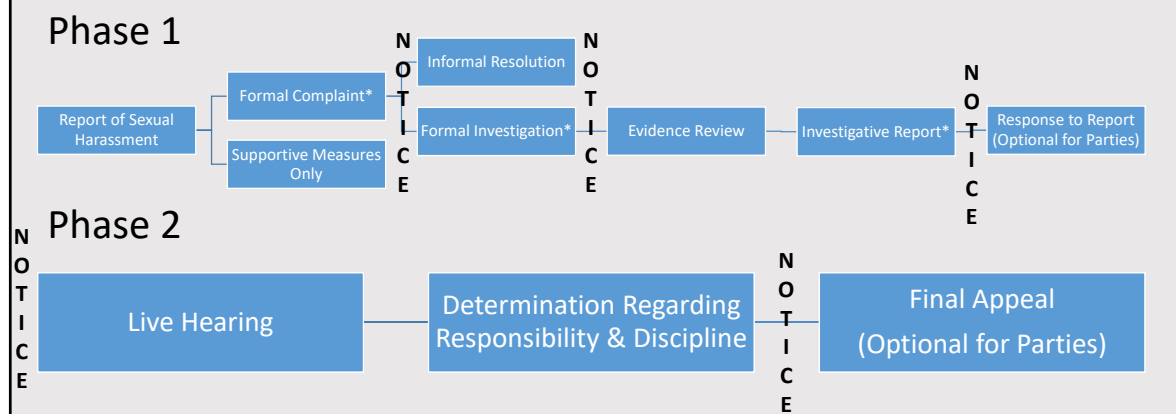 Phase 1
Report of Sexual
Harassment
Formal Complaint*
Supportive Measures
Only
NOTICE
Informal Resolution
Formal Investigation*
NOTICE
Evidence Review
Investigative Report*
NOTICE
Response to Report
(Optional for Parties)
Phase 2
NOTICE
Live Hearing
Determination Regarding
Responsibility & Discipline
NOTICE
Final Appeal
(Optional for Parties)